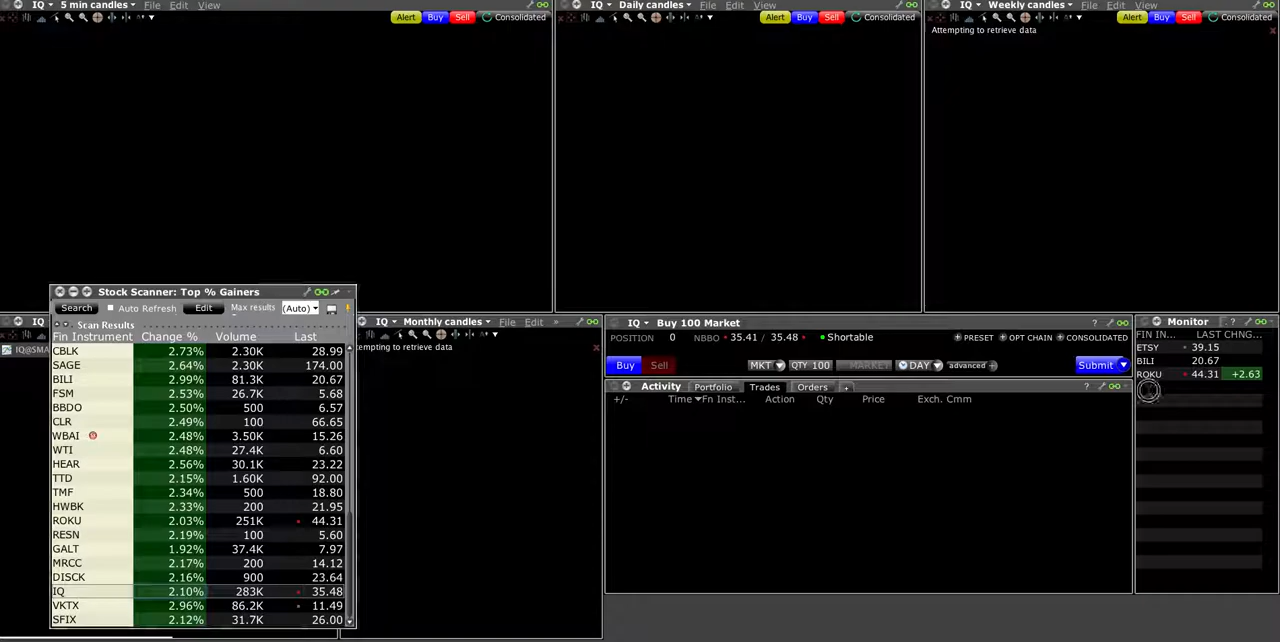 IQ 5 min candles File Edit View
Alert Buy Sell Consolidated
IQ Daily candles File Edit View
Alert Buy Sell Consolidated
IQ Weekly candles File Edit View
Alert Buy Sell Consolidated
Attempting to retrieve data
Stock Scanner: Top % Gainers
Search Auto Refresh Edit Max results (Auto)
Scan Results
Fin Instrument Change % Volume Last
CBLK 2.73% 2.30K 28.99
SAGE 2.64% 2.30K 174.00
BILI 2.99% 81.3K 20.67
FSM 2.53% 26.7K 5.68
BBDO 2.50% 500 6.57
CLR 2.49% 100 66.65
WBAI 2.48% 3.50K 15.26
WTI 2.48% 27.4K 6.60
HEAR 2.56% 30.1K 23.22
TTD 2.15% 1.60K 92.00
TMF 2.34% 500 18.80
HWBK 2.33% 200 21.95
ROKU 2.03% 251K 44.31
RESN 2.19% 100 5.60
GALT 1.92% 37.4K 7.97
MRCC 2.17% 200 14.12
DISCK 2.16% 900 23.64
IQ 2.10% 283K 35.48
VKTX 2.96% 86.2K 11.49
SFIX 2.12% 31.7K 26.00
IQ
IQ@SMA
IQ Monthly candles File Edit »
tempting to retrieve data
IQ Buy 100 Market ?
POSITION 0 NBBO 35.41 / 35.48 Shortable PRESET OPT CHAIN CONSOLIDATED
Buy Sell MKT QTY 100 MARKET DAY advanced Submit
Activity Portfolio Trades Orders + ?
+/- Time Fn Inst... Action Qty Price Exch. Cmm
Monitor ?
FIN IN... LAST CHNG...
ETSY 39.15
BILI 20.67
ROKU 44.31 +2.63